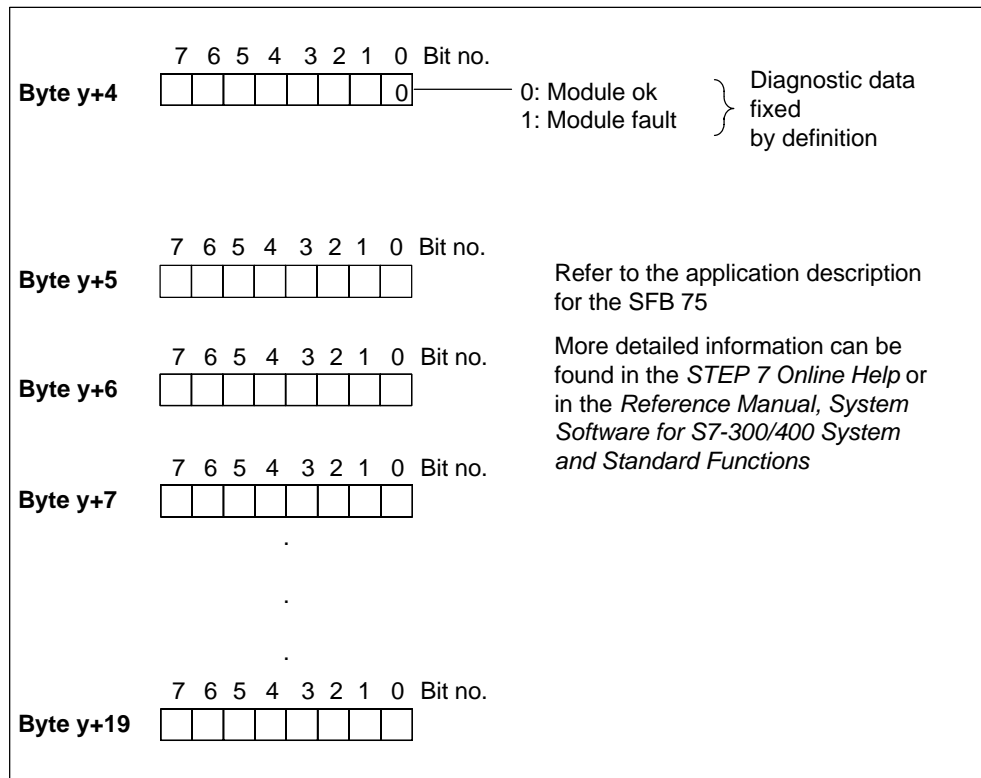 7 6 5 4 3 2 1 0 Bit no.
Byte y+4
0
0: Module ok
1: Module fault
Diagnostic data
fixed
by definition
7 6 5 4 3 2 1 0 Bit no.
Byte y+5
Refer to the application description
for the SFB 75
7 6 5 4 3 2 1 0 Bit no.
Byte y+6
More detailed information can be
found in the STEP 7 Online Help or
in the Reference Manual, System
Software for S7-300/400 System
and Standard Functions
7 6 5 4 3 2 1 0 Bit no.
Byte y+7
.
.
.
7 6 5 4 3 2 1 0 Bit no.
Byte y+19